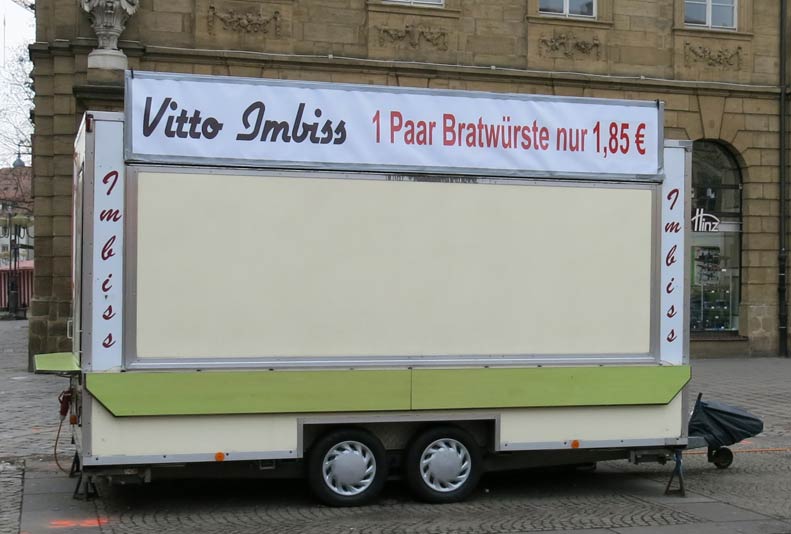 Vitto Imbiss 1 Paar Bratwürste nur 1,85 €
Imbiss
Imbiss
Hinz